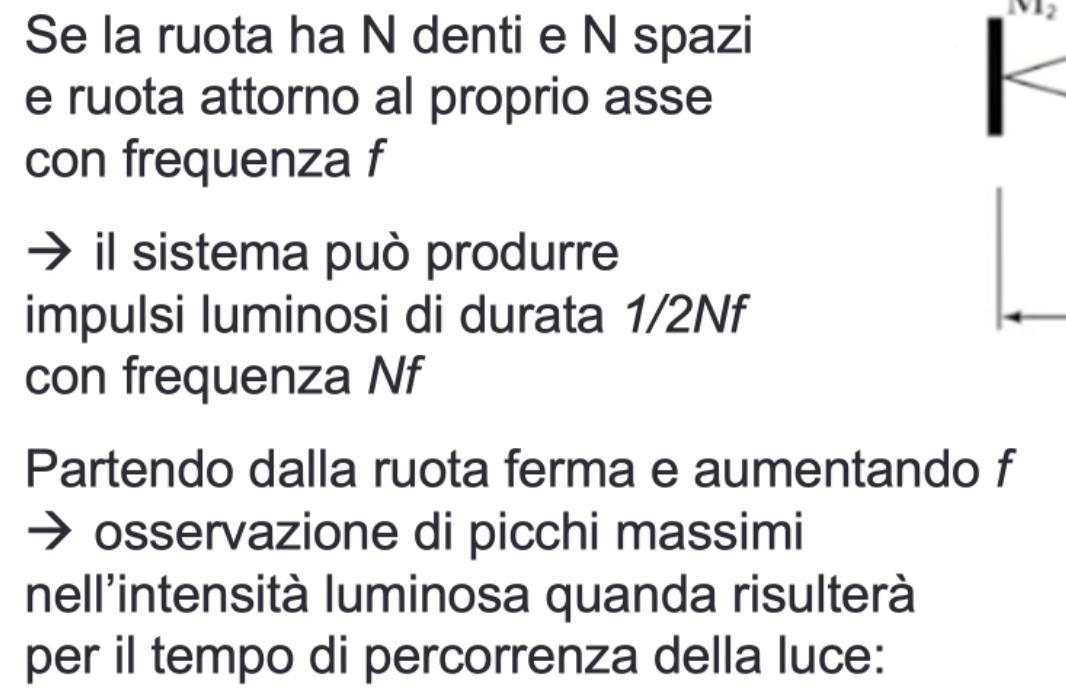 Se la ruota ha N denti e N spazi
e ruota attorno al proprio asse
con frequenza f
→ il sistema può produrre
impulsi luminosi di durata 1/2Nf
con frequenza Nf
Partendo dalla ruota ferma e aumentando f
→ osservazione di picchi massimi
nell'intensità luminosa quanda risulterà
per il tempo di percorrenza della luce:
M₂